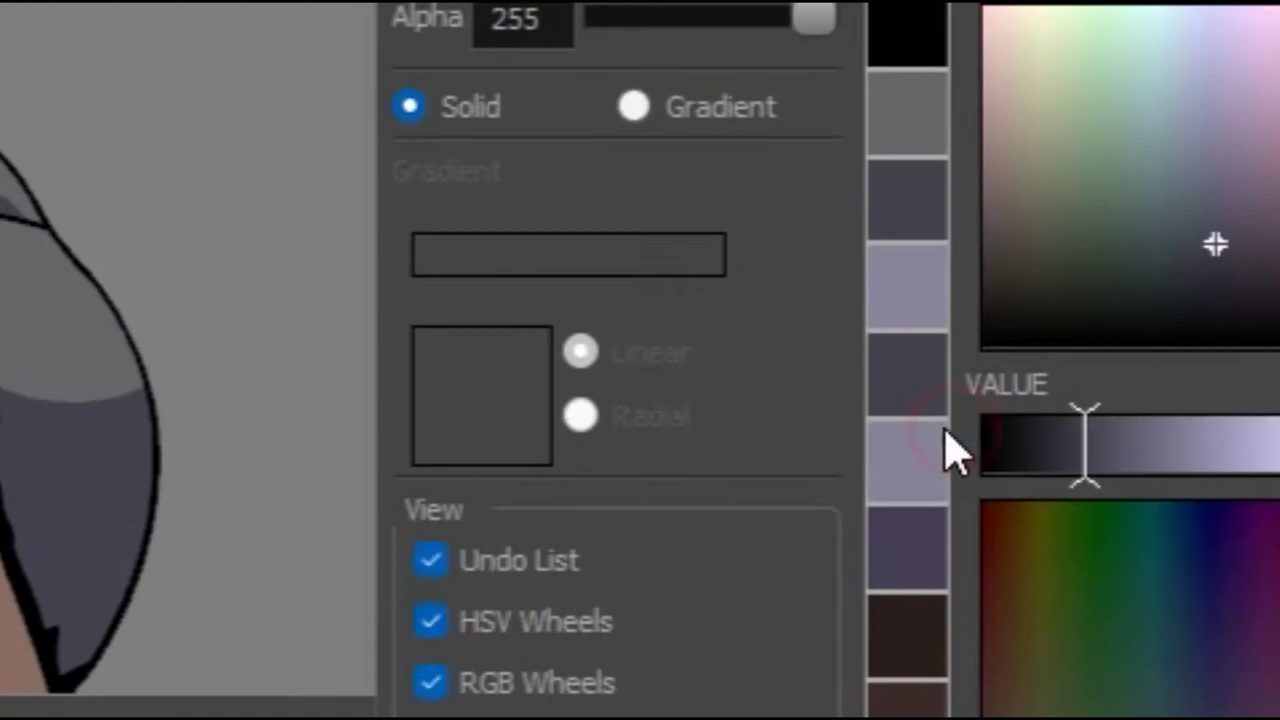 Alpha 255
Solid Gradient
Gradient
Linear
Radial
VALUE
View
Undo List
HSV Wheels
RGB Wheels